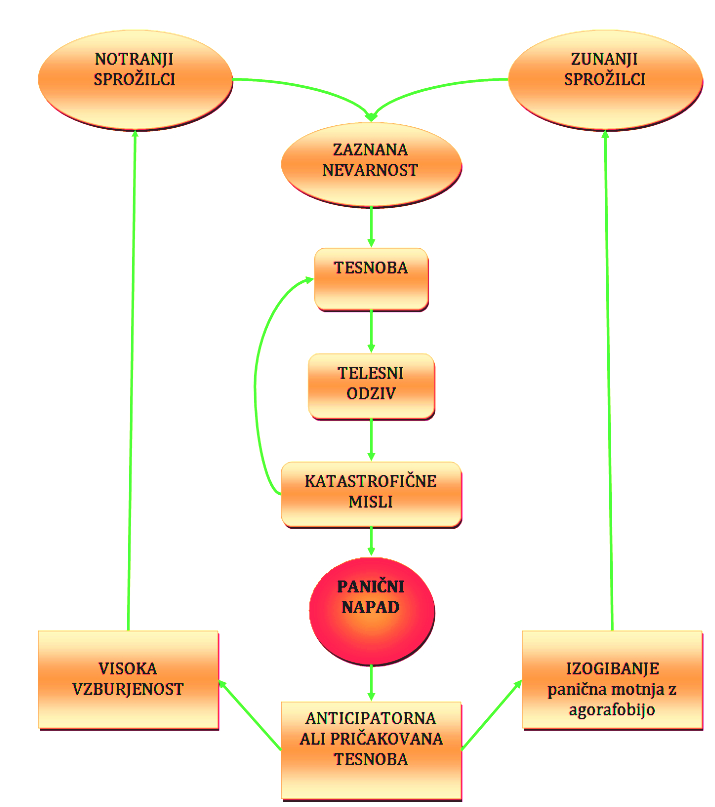 NOTRANJI
SPROŽILCI
ZUNANJI
SPROŽILCI
ZAZNANA
NEVARNOST
TESNOBA
TELESNI
ODZIV
KATASTROFIČNE
MISLI
PANIČNI
NAPAD
VISOKA
VZBURJENOST
IZOGIBANJE
panična motnja z
agorafobijo
ANTICIPATORNA
ALI PRIČAKOVANA
TESNOBA